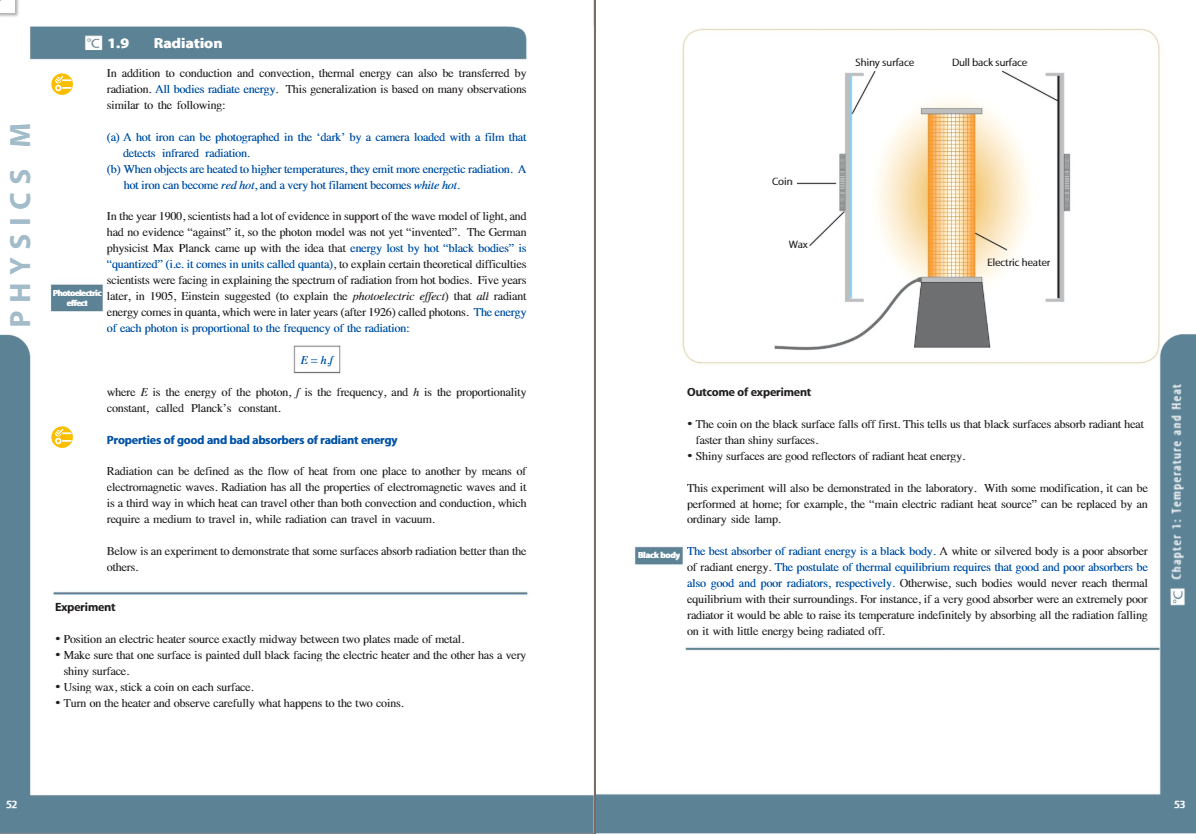 °C 1.9 Radiation
In addition to conduction and convection, thermal energy can also be transferred by
radiation. All bodies radiate energy. This generalization is based on many observations
similar to the following:
(a) A hot iron can be photographed in the ‘dark’ by a camera loaded with a film that
detects infrared radiation.
(b) When objects are heated to higher temperatures, they emit more energetic radiation. A
hot iron can become red hot, and a very hot filament becomes white hot.
In the year 1900, scientists had a lot of evidence in support of the wave model of light, and
had no evidence “against” it, so the photon model was not yet “invented”. The German
physicist Max Planck came up with the idea that energy lost by hot “black bodies” is
“quantized” (i.e. it comes in units called quanta), to explain certain theoretical difficulties
scientists were facing in explaining the spectrum of radiation from hot bodies. Five years
later, in 1905, Einstein suggested (to explain the photoelectric effect) that all radiant
energy comes in quanta, which were in later years (after 1926) called photons. The energy
of each photon is proportional to the frequency of the radiation:
Photoelectric
effect
E = h.f
where E is the energy of the photon, f is the frequency, and h is the proportionality
constant, called Planck’s constant.
Properties of good and bad absorbers of radiant energy
Radiation can be defined as the flow of heat from one place to another by means of
electromagnetic waves. Radiation has all the properties of electromagnetic waves and it
is a third way in which heat can travel other than both convection and conduction, which
require a medium to travel in, while radiation can travel in vacuum.
Below is an experiment to demonstrate that some surfaces absorb radiation better than the
others.
Experiment
• Position an electric heater source exactly midway between two plates made of metal.
• Make sure that one surface is painted dull black facing the electric heater and the other has a very
shiny surface.
• Using wax, stick a coin on each surface.
• Turn on the heater and observe carefully what happens to the two coins.
PHYSICS M
52
Shiny surface
Dull back surface
Coin
Wax
Electric heater
Outcome of experiment
• The coin on the black surface falls off first. This tells us that black surfaces absorb radiant heat
faster than shiny surfaces.
• Shiny surfaces are good reflectors of radiant heat energy.
This experiment will also be demonstrated in the laboratory. With some modification, it can be
performed at home; for example, the “main electric radiant heat source” can be replaced by an
ordinary side lamp.
Black body
The best absorber of radiant energy is a black body. A white or silvered body is a poor absorber
of radiant energy. The postulate of thermal equilibrium requires that good and poor absorbers be
also good and poor radiators, respectively. Otherwise, such bodies would never reach thermal
equilibrium with their surroundings. For instance, if a very good absorber were an extremely poor
radiator it would be able to raise its temperature indefinitely by absorbing all the radiation falling
on it with little energy being radiated off.
°C Chapter 1: Temperature and Heat
53